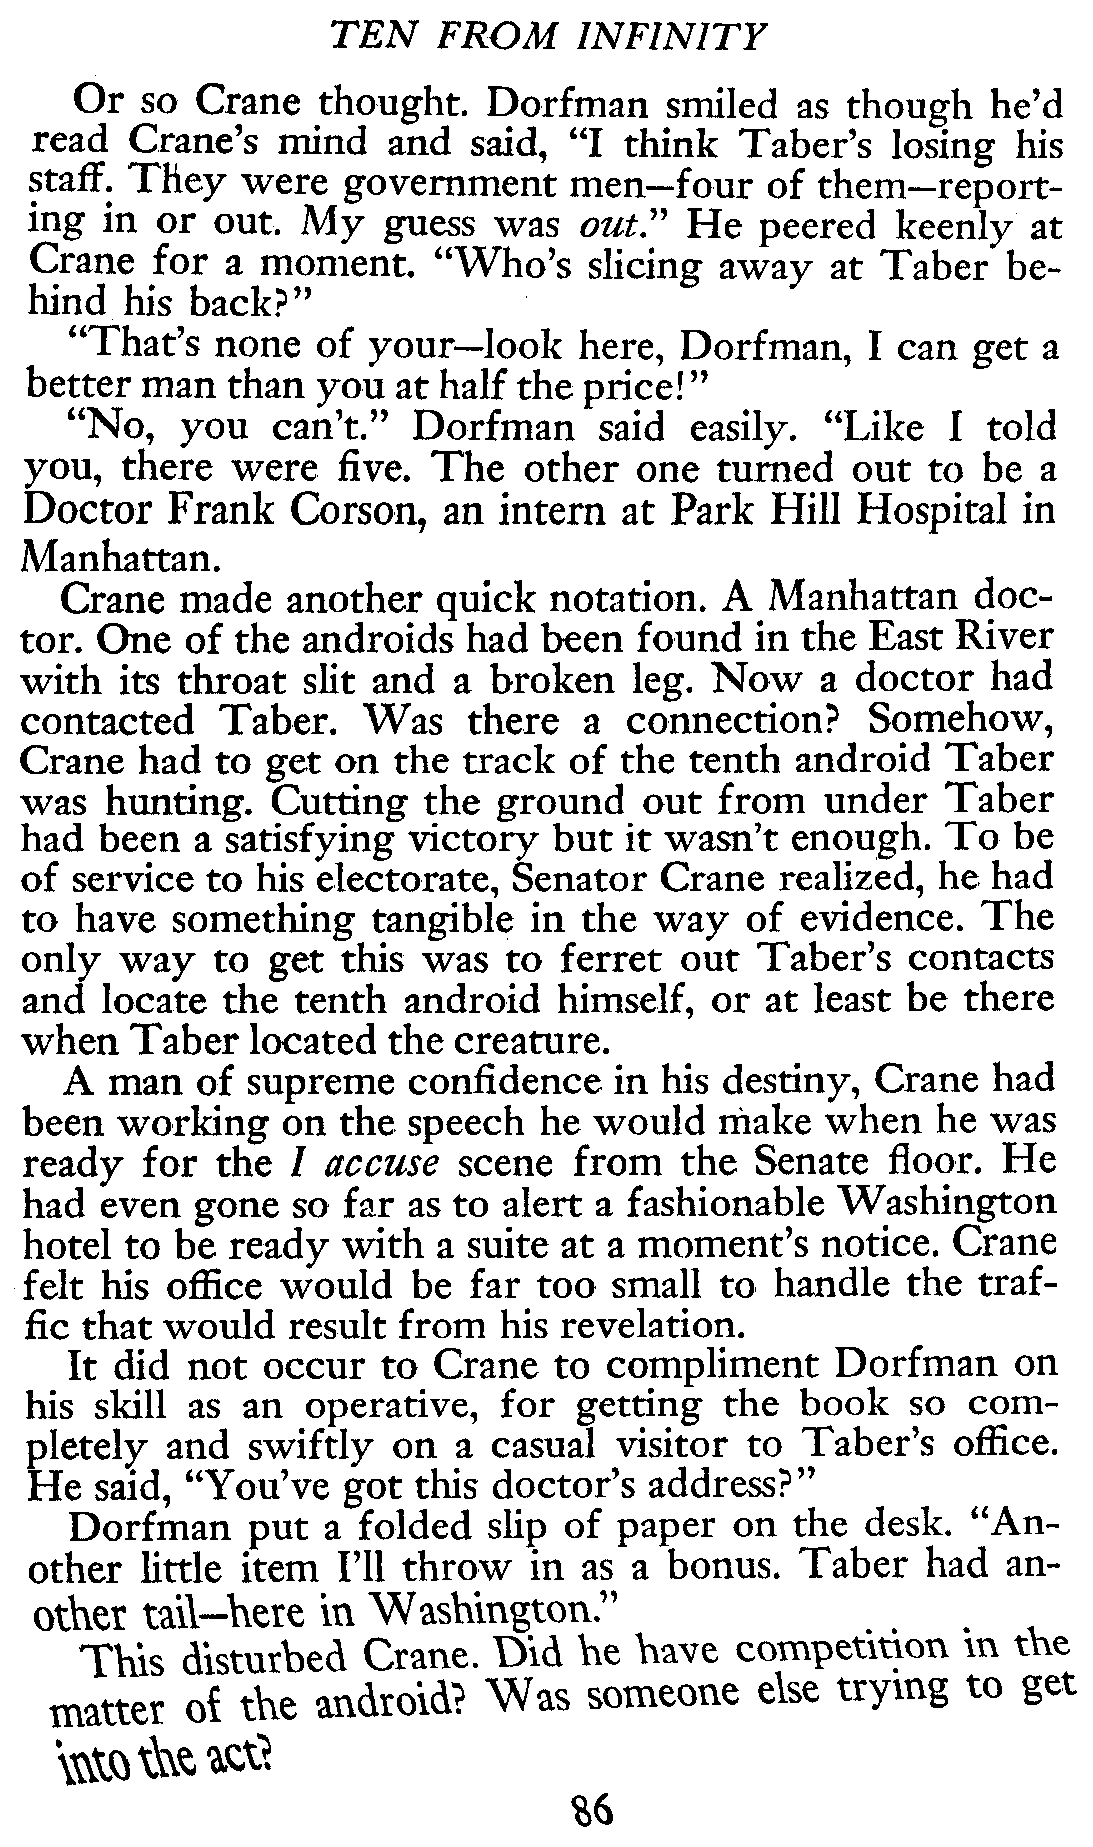 TEN FROM INFINITY
Or so Crane thought. Dorfman smiled as though he'd
read Crane's mind and said, “I think Taber's losing his
staff. They were government men—four of them—report-
ing in or out. My guess was out.” He peered keenly at
Crane for a moment. “Who's slicing away at Taber be-
hind his back?”
“That's none of your—look here, Dorfman, I can get a
better man than you at half the price!”
“No, you can't.” Dorfman said easily. “Like I told
you, there were five. The other one turned out to be a
Doctor Frank Corson, an intern at Park Hill Hospital in
Manhattan.
Crane made another quick notation. A Manhattan doc-
tor. One of the androids had been found in the East River
with its throat slit and a broken leg. Now a doctor had
contacted Taber. Was there a connection? Somehow,
Crane had to get on the track of the tenth android Taber
was hunting. Cutting the ground out from under Taber
had been a satisfying victory but it wasn't enough. To be
of service to his electorate, Senator Crane realized, he had
to have something tangible in the way of evidence. The
only way to get this was to ferret out Taber's contacts
and locate the tenth android himself, or at least be there
when Taber located the creature.
A man of supreme confidence in his destiny, Crane had
been working on the speech he would make when he was
ready for the I accuse scene from the Senate floor. He
had even gone so far as to alert a fashionable Washington
hotel to be ready with a suite at a moment's notice. Crane
felt his office would be far too small to handle the traf-
fic that would result from his revelation.
It did not occur to Crane to compliment Dorfman on
his skill as an operative, for getting the book so com-
pletely and swiftly on a casual visitor to Taber's office.
He said, “You've got this doctor's address?”
Dorfman put a folded slip of paper on the desk. “An-
other little item I'll throw in as a bonus. Taber had an-
other tail—here in Washington.”
This disturbed Crane. Did he have competition in the
matter of the android? Was someone else trying to get
into the act?
86